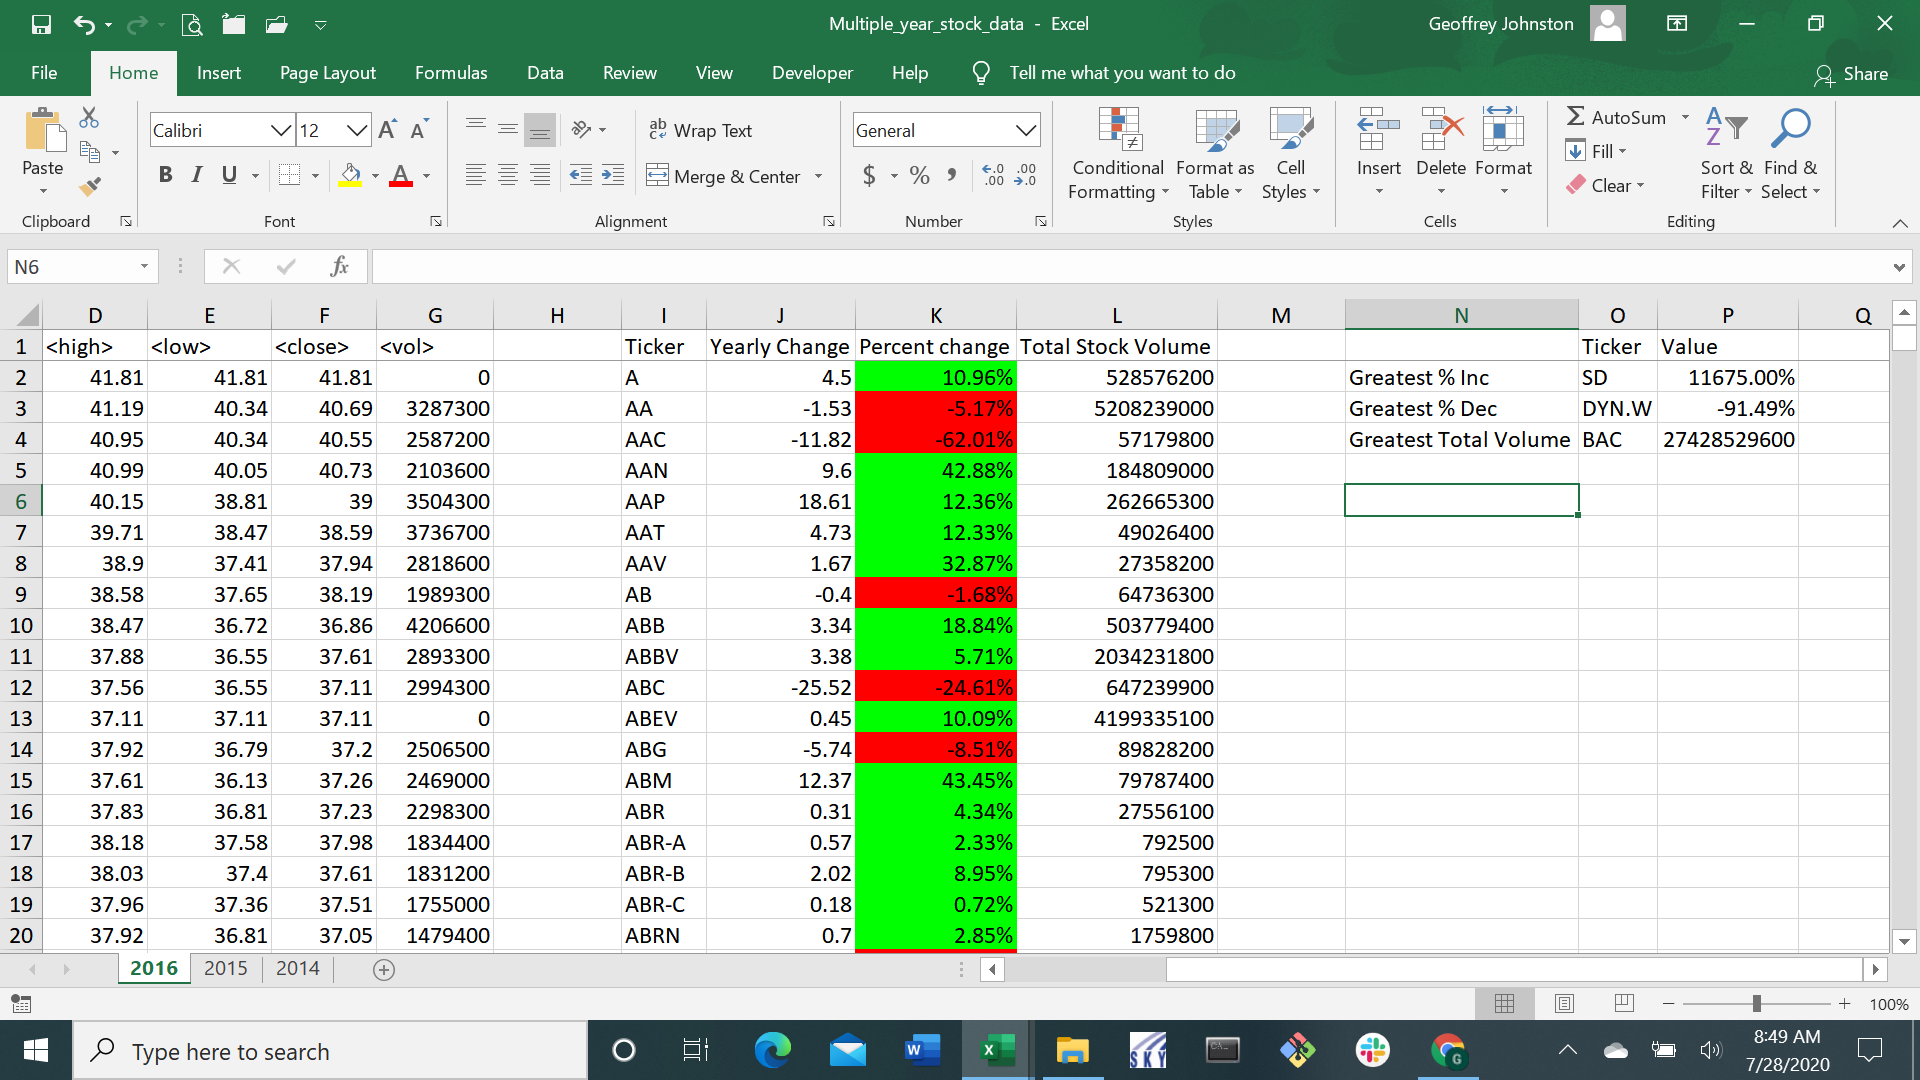 Multiple_year_stock_data - Excel
Geoffrey Johnston
File Home Insert Page Layout Formulas Data Review View Developer Help Tell me what you want to do Share
Paste
Clipboard
Calibri 12
B I U
Font
Wrap Text
Merge & Center
Alignment
General
$ % ,
Number
Conditional Formatting
Format as Table
Cell Styles
Styles
Insert
Delete
Format
Cells
AutoSum
Fill
Clear
Sort & Filter
Find & Select
Editing
N6 fx
D E F G H I J K L M N O P Q
1 <high> <low> <close> <vol> Ticker Yearly Change Percent change Total Stock Volume Ticker Value
2 41.81 41.81 41.81 0 A 4.5 10.96% 528576200 Greatest % Inc SD 11675.00%
3 41.19 40.34 40.69 3287300 AA -1.53 -5.17% 5208239000 Greatest % Dec DYN.W -91.49%
4 40.95 40.34 40.55 2587200 AAC -11.82 -62.01% 57179800 Greatest Total Volume BAC 27428529600
5 40.99 40.05 40.73 2103600 AAN 9.6 42.88% 184809000
6 40.15 38.81 39 3504300 AAP 18.61 12.36% 262665300
7 39.71 38.47 38.59 3736700 AAT 4.73 12.33% 49026400
8 38.9 37.41 37.94 2818600 AAV 1.67 32.87% 27358200
9 38.58 37.65 38.19 1989300 AB -0.4 -1.68% 64736300
10 38.47 36.72 36.86 4206600 ABB 3.34 18.84% 503779400
11 37.88 36.55 37.61 2893300 ABBV 3.38 5.71% 2034231800
12 37.56 36.55 37.11 2994300 ABC -25.52 -24.61% 647239900
13 37.11 37.11 37.11 0 ABEV 0.45 10.09% 4199335100
14 37.92 36.79 37.2 2506500 ABG -5.74 -8.51% 89828200
15 37.61 36.13 37.26 2469000 ABM 12.37 43.45% 79787400
16 37.83 36.81 37.23 2298300 ABR 0.31 4.34% 27556100
17 38.18 37.58 37.98 1834400 ABR-A 0.57 2.33% 792500
18 38.03 37.4 37.61 1831200 ABR-B 2.02 8.95% 795300
19 37.96 37.36 37.51 1755000 ABR-C 0.18 0.72% 521300
20 37.92 36.81 37.05 1479400 ABRN 0.7 2.85% 1759800
2016 2015 2014
100%
Type here to search
SKY
8:49 AM
7/28/2020